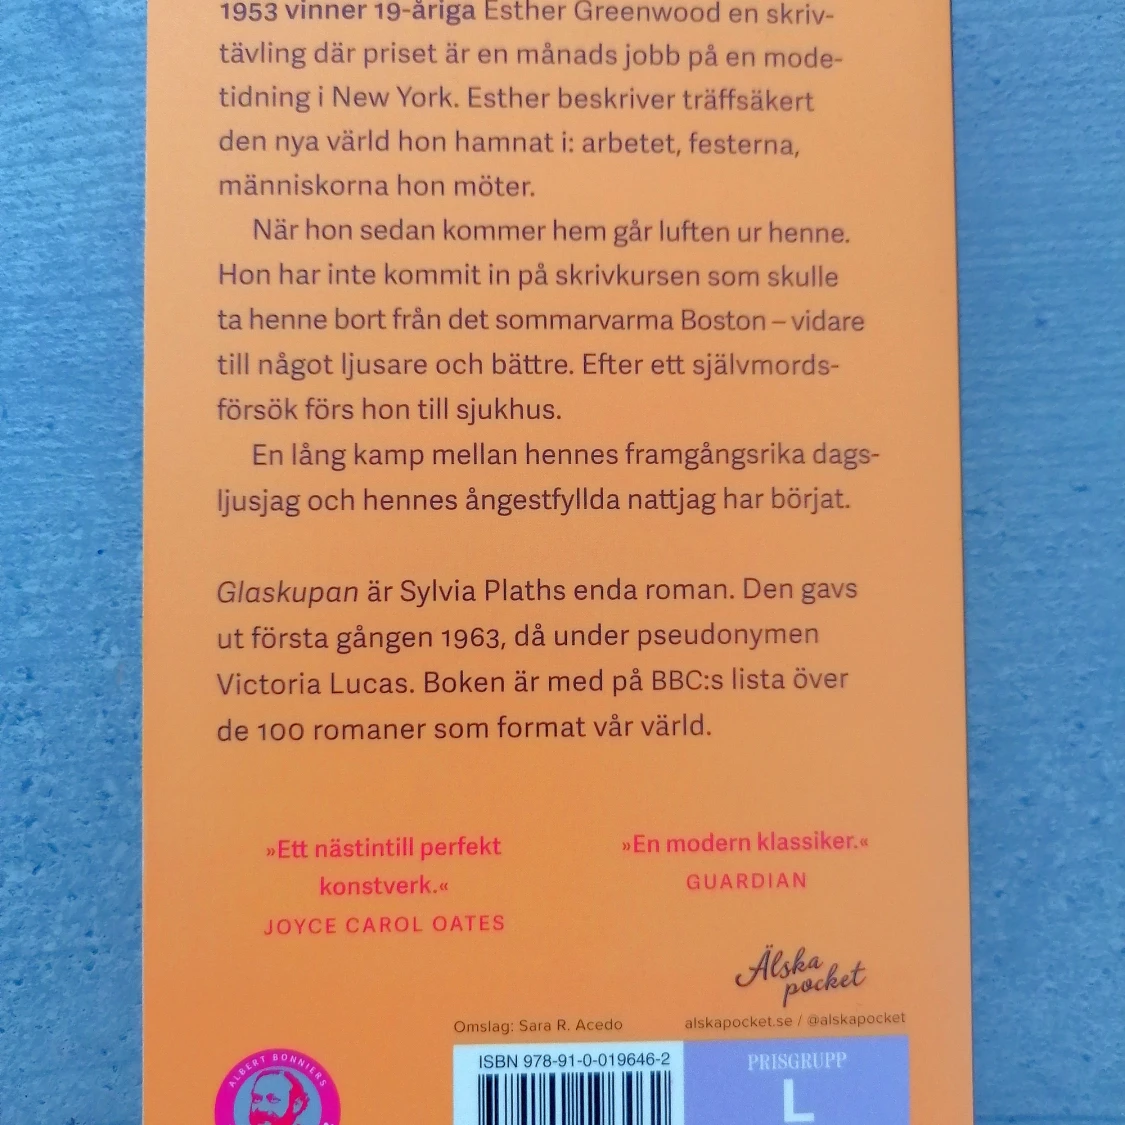 1953 vinner 19-åriga Esther Greenwood en skriv-
tävling där priset är en månads jobb på en mode-
tidning i New York. Esther beskriver träffsäkert
den nya värld hon hamnat i: arbetet, festerna,
människorna hon möter.
När hon sedan kommer hem går luften ur henne.
Hon har inte kommit in på skrivkursen som skulle
ta henne bort från det sommarvarma Boston – vidare
till något ljusare och bättre. Efter ett självmords-
försök förs hon till sjukhus.
En lång kamp mellan hennes framgångsrika dags-
ljusjag och hennes ångestfyllda nattjag har börjat.
Glaskupan är Sylvia Plaths enda roman. Den gavs
ut första gången 1963, då under pseudonymen
Victoria Lucas. Boken är med på BBC:s lista över
de 100 romaner som format vår värld.
»Ett nästintill perfekt
konstverk.«
JOYCE CAROL OATES
»En modern klassiker.«
GUARDIAN
Älska
pocket
Omslag: Sara R. Acedo
alskapocket.se / @alskapocket
ALBERT BONNIERS
ISBN 978-91-0-019646-2
PRISGRUPP
L